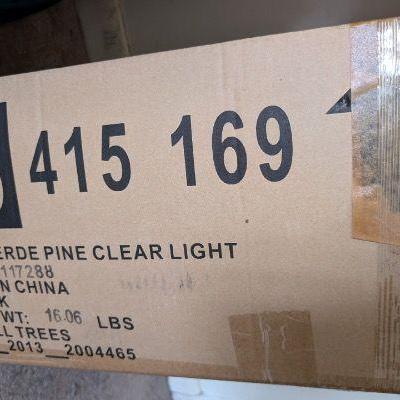 415 169
ERDE PINE CLEAR LIGHT
117288
N CHINA
K
WT: 16.06 LBS
LL TREES
_2013__2004465